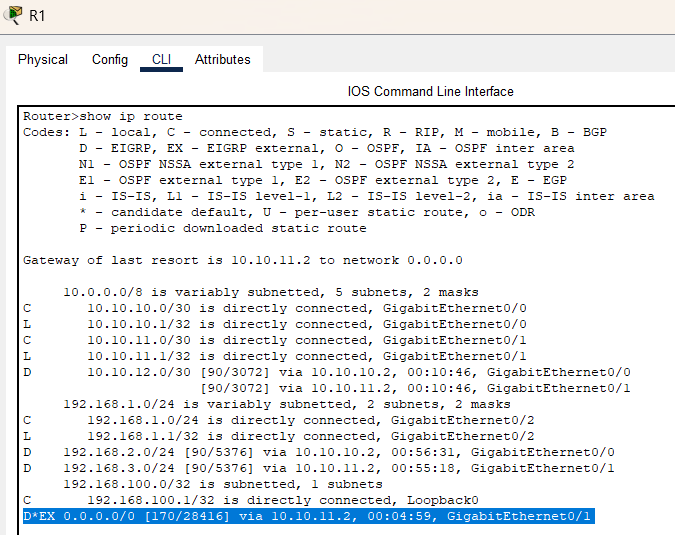 R1
Physical Config CLI Attributes
IOS Command Line Interface
Router>show ip route
Codes: L - local, C - connected, S - static, R - RIP, M - mobile, B - BGP
D - EIGRP, EX - EIGRP external, O - OSPF, IA - OSPF inter area
N1 - OSPF NSSA external type 1, N2 - OSPF NSSA external type 2
E1 - OSPF external type 1, E2 - OSPF external type 2, E - EGP
i - IS-IS, L1 - IS-IS level-1, L2 - IS-IS level-2, ia - IS-IS inter area
* - candidate default, U - per-user static route, o - ODR
P - periodic downloaded static route
Gateway of last resort is 10.10.11.2 to network 0.0.0.0
10.0.0.0/8 is variably subnetted, 5 subnets, 2 masks
C 10.10.10.0/30 is directly connected, GigabitEthernet0/0
L 10.10.10.1/32 is directly connected, GigabitEthernet0/0
C 10.10.11.0/30 is directly connected, GigabitEthernet0/1
L 10.10.11.1/32 is directly connected, GigabitEthernet0/1
D 10.10.12.0/30 [90/3072] via 10.10.10.2, 00:10:46, GigabitEthernet0/0
[90/3072] via 10.10.11.2, 00:10:46, GigabitEthernet0/1
192.168.1.0/24 is variably subnetted, 2 subnets, 2 masks
C 192.168.1.0/24 is directly connected, GigabitEthernet0/2
L 192.168.1.1/32 is directly connected, GigabitEthernet0/2
D 192.168.2.0/24 [90/5376] via 10.10.10.2, 00:56:31, GigabitEthernet0/0
D 192.168.3.0/24 [90/5376] via 10.10.11.2, 00:55:18, GigabitEthernet0/1
192.168.100.0/32 is subnetted, 1 subnets
C 192.168.100.1/32 is directly connected, Loopback0
D*EX 0.0.0.0/0 [170/28416] via 10.10.11.2, 00:04:59, GigabitEthernet0/1